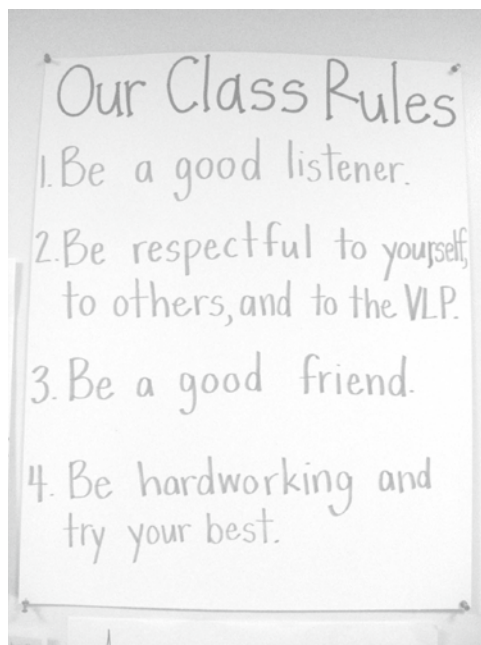 Our Class Rules
1. Be a good listener.
2. Be respectful to yourself,
to others, and to the VLP.
3. Be a good friend.
4. Be hardworking and
try your best.